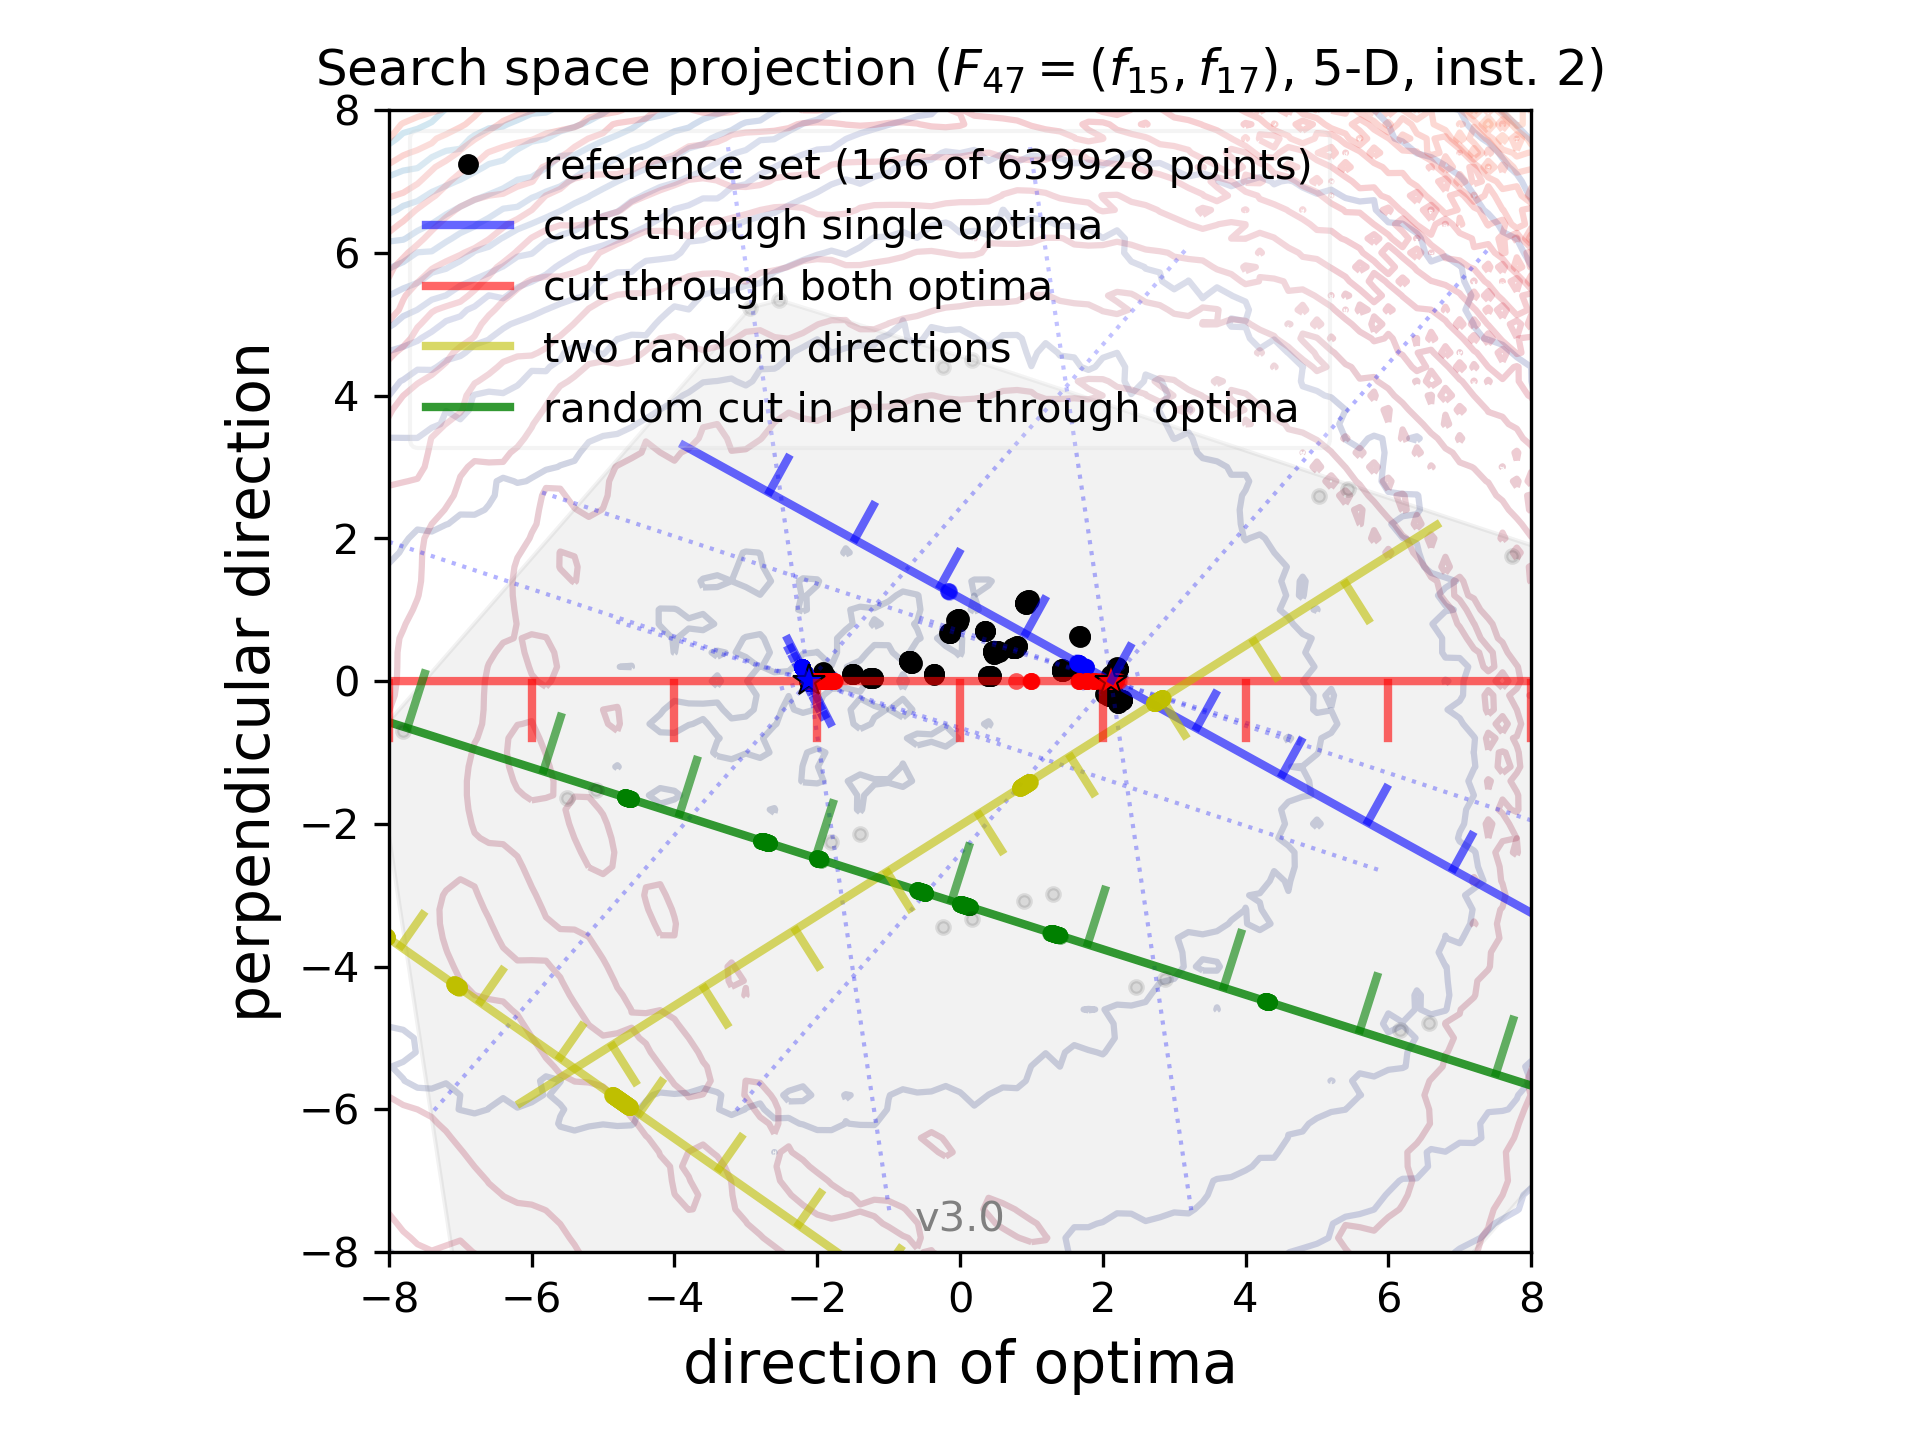 Search space projection (F₄₇ = (f₁₅, f₁₇), 5-D, inst. 2)
reference set (166 of 639928 points)
cuts through single optima
cut through both optima
two random directions
random cut in plane through optima
8
6
4
2
0
−2
−4
−6
−8
perpendicular direction
v3.0
−8 −6 −4 −2 0 2 4 6 8
direction of optima